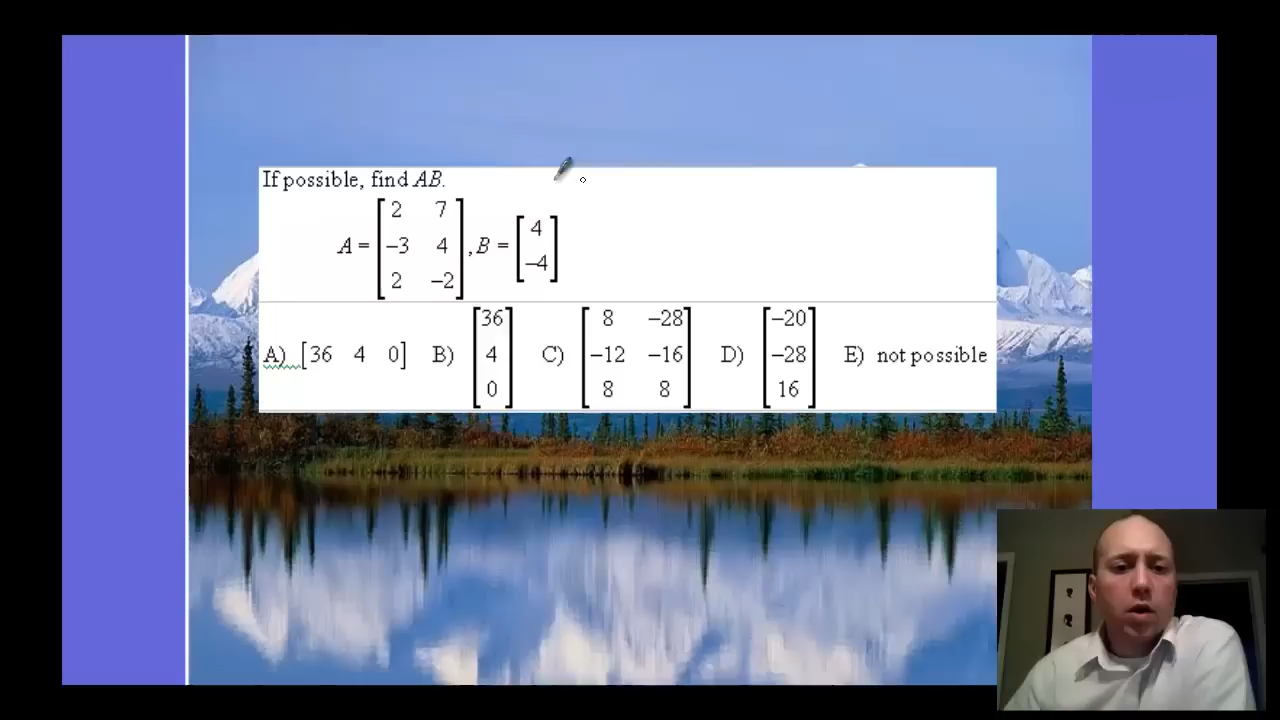 If possible, find AB.
A = [2 7
−3 4
2 −2], B = [4
−4]
A) [36 4 0] B) [36
4
0] C) [8 −28
−12 −16
8 8] D) [−20
−28
16] E) not possible